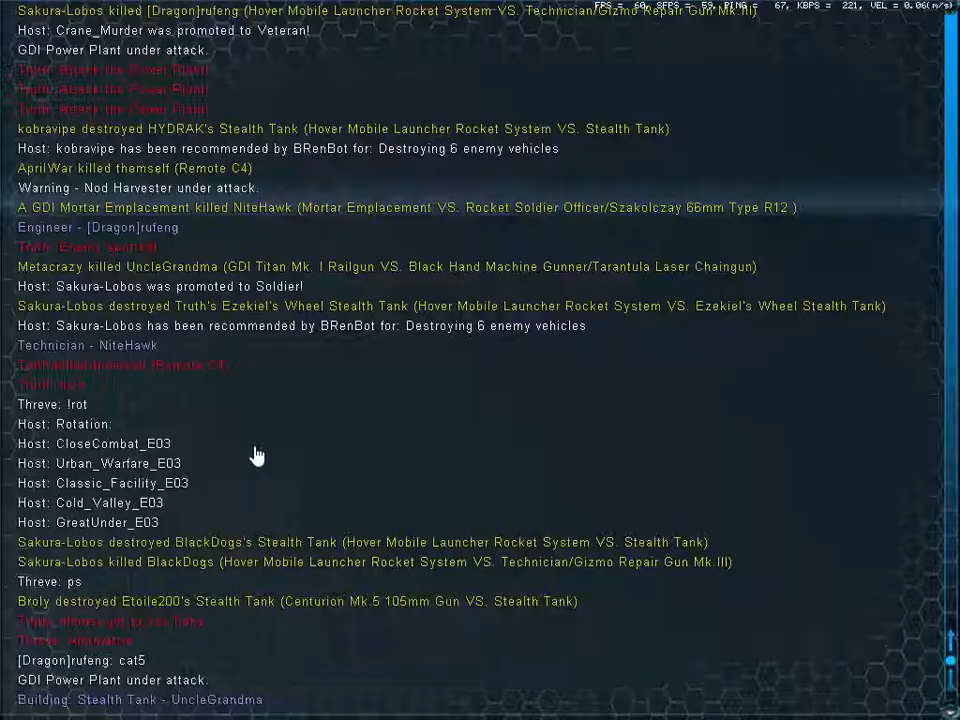 Sakura-Lobos killed [Dragon]rufeng (Hover Mobile Launcher Rocket System VS. Technician/Gizmo Repair Gun Mk.III)
FPS = 60, SFPS = 59, PING = 67, KBPS = 221, VEL = 0.06(m/s)
Host: Crane_Murder was promoted to Veteran!
GDI Power Plant under attack.
Truth: Attack the Power Plant!
Truth: Attack the Power Plant!
Truth: Attack the Power Plant!
kobravipe destroyed HYDRAK's Stealth Tank (Hover Mobile Launcher Rocket System VS. Stealth Tank)
Host: kobravipe has been recommended by BRenBot for: Destroying 6 enemy vehicles
AprilWar killed themself (Remote C4)
Warning - Nod Harvester under attack.
A GDI Mortar Emplacement killed NiteHawk (Mortar Emplacement VS. Rocket Soldier Officer/Szakolczay 66mm Type R12 )
Engineer - [Dragon]rufeng
Truth: Enemy spotted!
Metacrazy killed UncleGrandma (GDI Titan Mk. I Railgun VS. Black Hand Machine Gunner/Tarantula Laser Chaingun)
Host: Sakura-Lobos was promoted to Soldier!
Sakura-Lobos destroyed Truth's Ezekiel's Wheel Stealth Tank (Hover Mobile Launcher Rocket System VS. Ezekiel's Wheel Stealth Tank)
Host: Sakura-Lobos has been recommended by BRenBot for: Destroying 6 enemy vehicles
Technician - NiteHawk
Truth killed themself (Remote C4)
Truth:
Threve: !rot
Host: Rotation:
Host: CloseCombat_E03
Host: Urban_Warfare_E03
Host: Classic_Facility_E03
Host: Cold_Valley_E03
Host: GreatUnder_E03
Sakura-Lobos destroyed BlackDogs's Stealth Tank (Hover Mobile Launcher Rocket System VS. Stealth Tank)
Sakura-Lobos killed BlackDogs (Hover Mobile Launcher Rocket System VS. Technician/Gizmo Repair Gun Mk.III)
Threve: ps
Broly destroyed Etoile200's Stealth Tank (Centurion Mk.5 105mm Gun VS. Stealth Tank)
[Dragon]rufeng: cat5
GDI Power Plant under attack.
Building: Stealth Tank - UncleGrandma